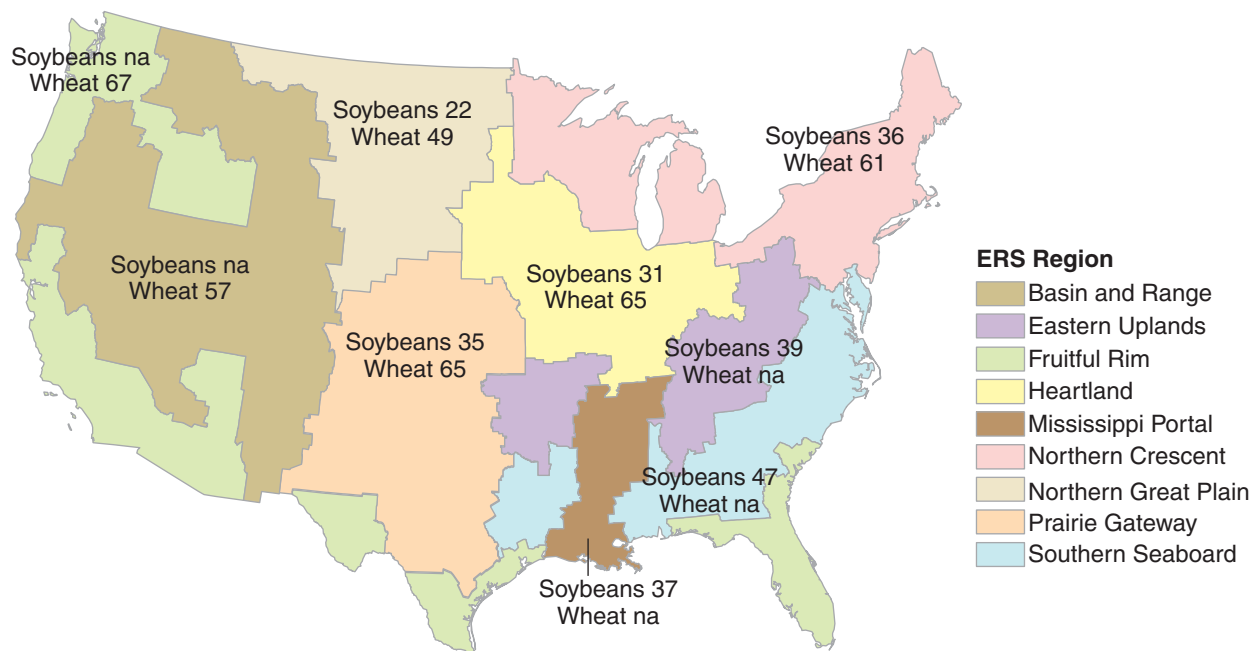 Soybeans na
Wheat 67
Soybeans 22
Wheat 49
Soybeans 36
Wheat 61
Soybeans na
Wheat 57
Soybeans 31
Wheat 65
Soybeans 35
Wheat 65
Soybeans 39
Wheat na
Soybeans 47
Wheat na
Soybeans 37
Wheat na
ERS Region
Basin and Range
Eastern Uplands
Fruitful Rim
Heartland
Mississippi Portal
Northern Crescent
Northern Great Plain
Prairie Gateway
Southern Seaboard